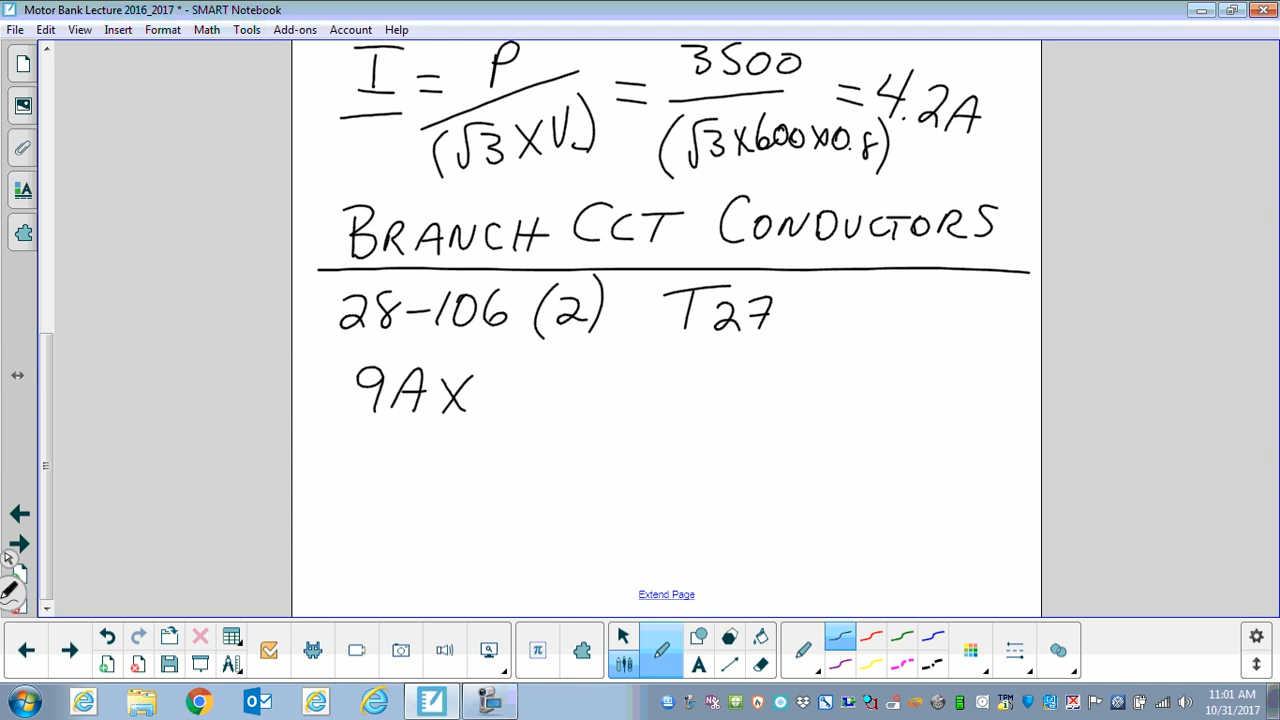 Motor Bank Lecture 2016_2017 * - SMART Notebook
File Edit View Insert Format Math Tools Add-ons Account Help
I = P / (√3 X V.) = 3500 / (√3 X 600 X 0.8) = 4.2A
BRANCH CCT CONDUCTORS
28-106 (2) T27
9A X
Extend Page
11:01 AM
10/31/2017